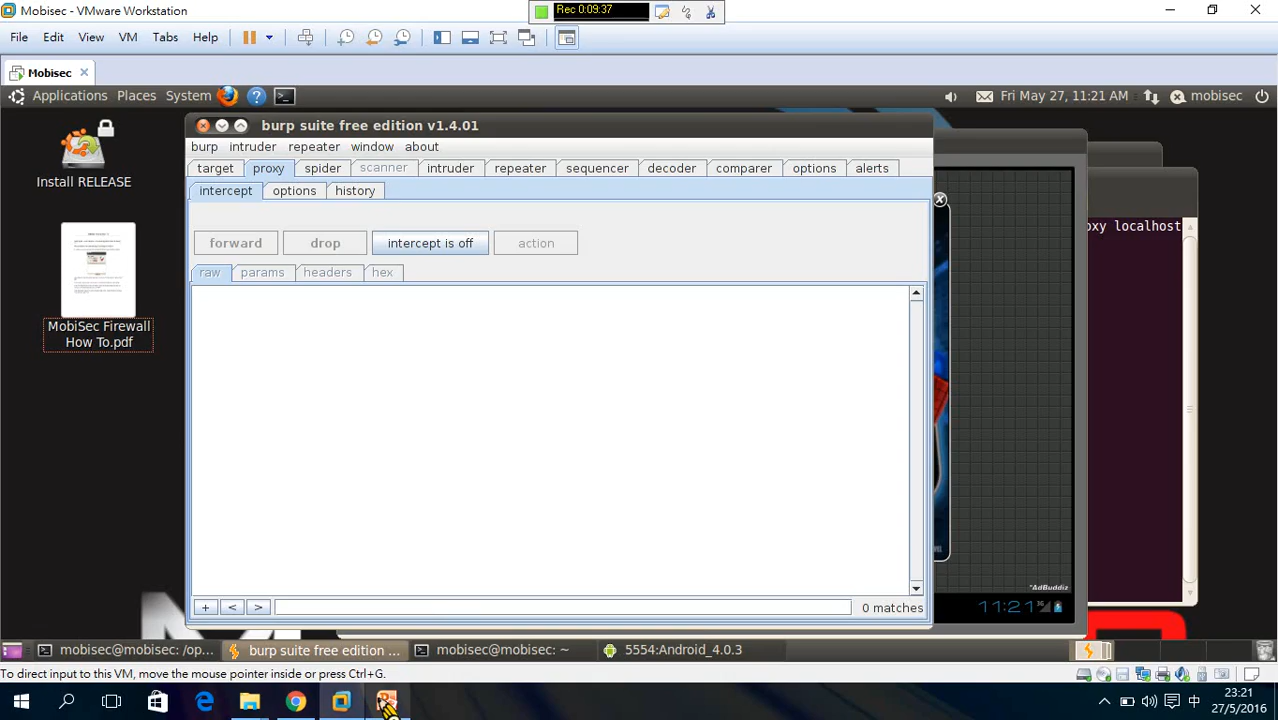 Mobisec - VMware Workstation
Rec 0:09:37
File Edit View VM Tabs Help
Mobisec
Applications Places System
Fri May 27, 11:21 AM mobisec
burp suite free edition v1.4.01
Install RELEASE
burp intruder repeater window about
target proxy spider scanner intruder repeater sequencer decoder comparer options alerts
intercept options history
oxy localhost
forward drop intercept is off action
raw params headers hex
MobiSec Firewall
How To.pdf
"AdBuddiz
11:21 3G
+ < > 0 matches
mobisec@mobisec: /op... burp suite free edition ... mobisec@mobisec: ~ 5554:Android_4.0.3
To direct input to this VM, move the mouse pointer inside or press Ctrl+G.
中
23:21
27/5/2016